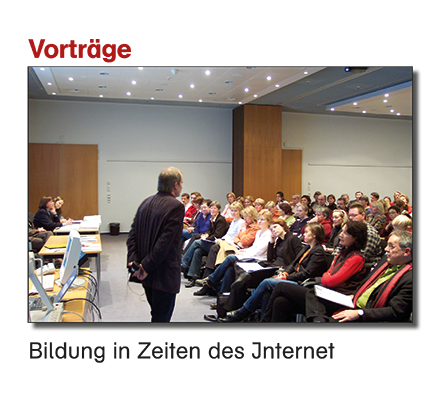 Vorträge
Bildung in Zeiten des Jnternet